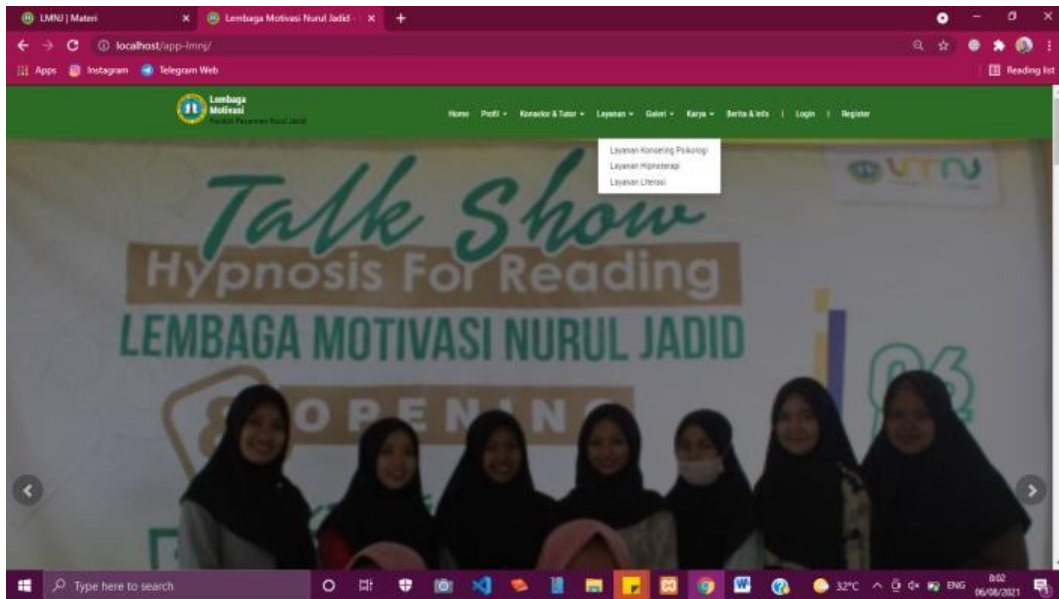 LMNJ | Materi
Lembaga Motivasi Nurul Jadid -
localhost/app-lmnj/
Apps Instagram Telegram Web Reading list
Lembaga
Motivasi
Home Profil Konselor & Tutor Layanan Galeri Karya Berita & Info | Login | Register
Layanan Konseling Psikologi
Layanan Hipnoterapi
Layanan Literasi
Talk Show
Hypnosis For Reading
LEMBAGA MOTIVASI NURUL JADID
OPENING
06
Type here to search
32°C ENG
8:02
06/08/2021